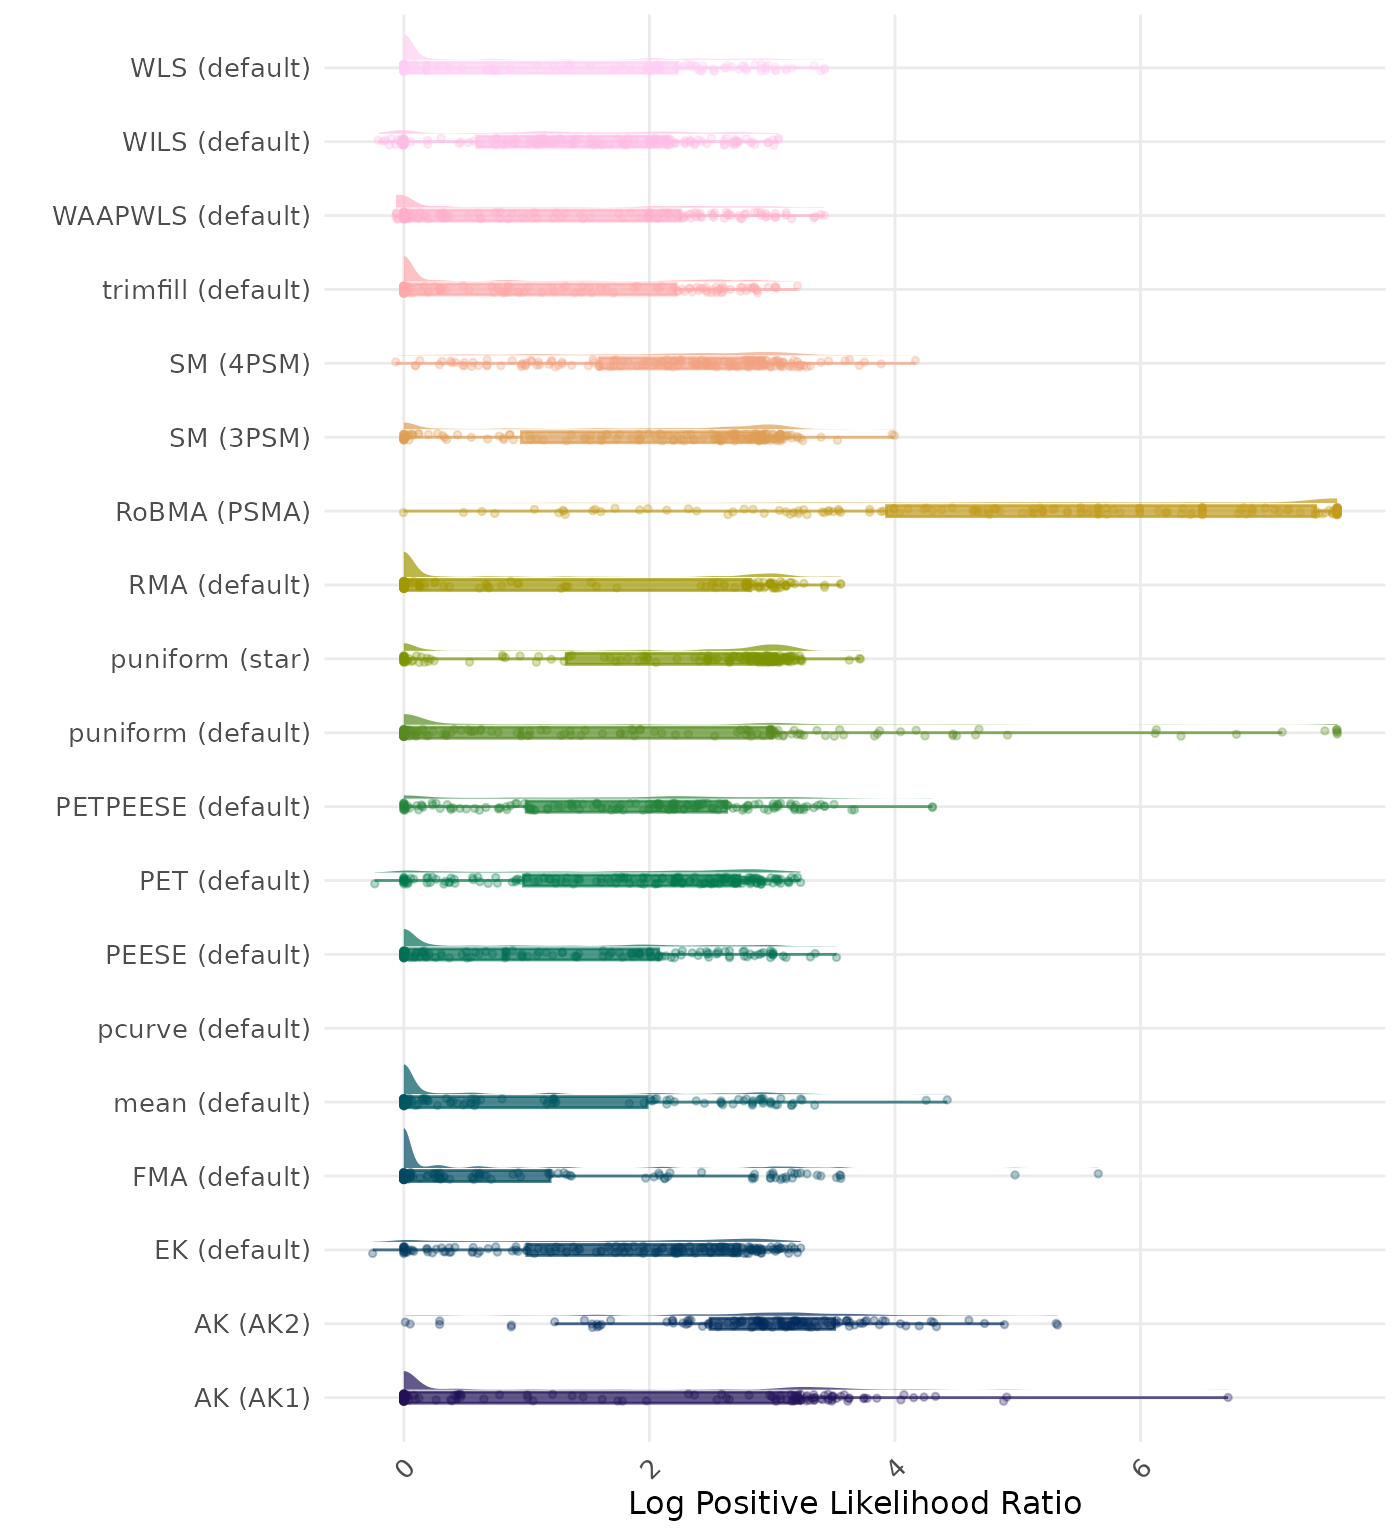 WLS (default)
WILS (default)
WAAPWLS (default)
trimfill (default)
SM (4PSM)
SM (3PSM)
RoBMA (PSMA)
RMA (default)
puniform (star)
puniform (default)
PETPEESE (default)
PET (default)
PEESE (default)
pcurve (default)
mean (default)
FMA (default)
EK (default)
AK (AK2)
AK (AK1)
0 2 4 6
Log Positive Likelihood Ratio